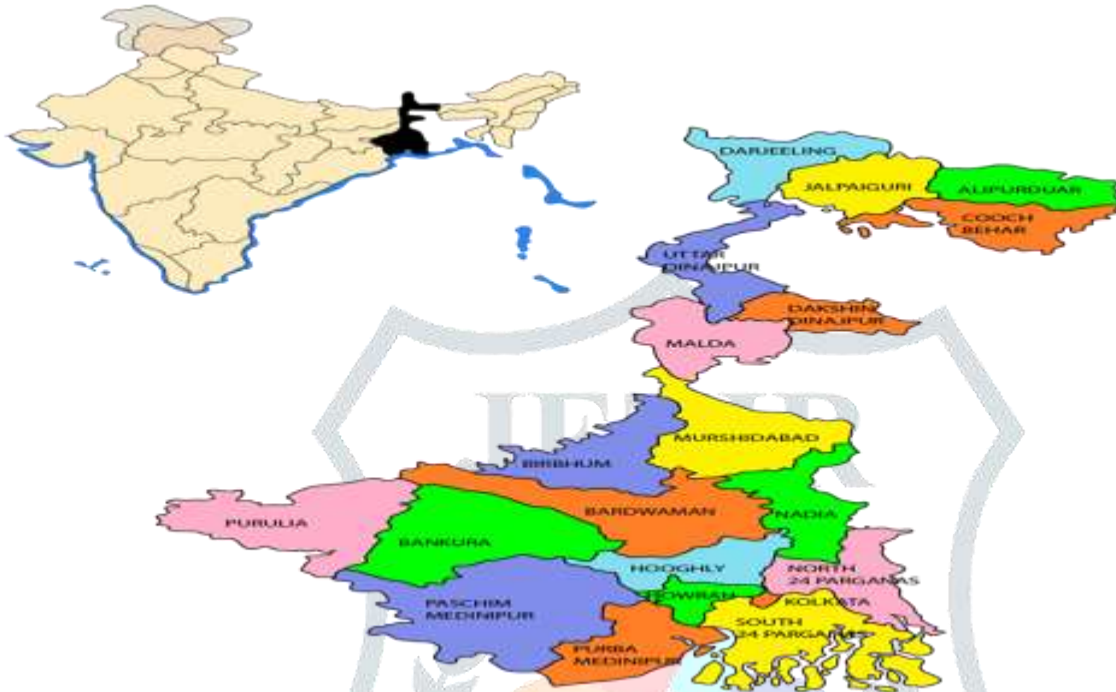 DARJEELING
JALPAIGURI
ALIPURDUAR
COOCH
BEHAR
UTTAR
DINAJPUR
DAKSHIN
DINAJPUR
MALDA
MURSHIDABAD
BIRBHUM
BARDWAMAN
NADIA
PURULIA
BANKURA
HOOGHLY
NORTH
24 PARGANAS
HOWRAH
KOLKATA
PASCHIM
MEDINIPUR
SOUTH
24 PARGANAS
PURBA
MEDINIPUR